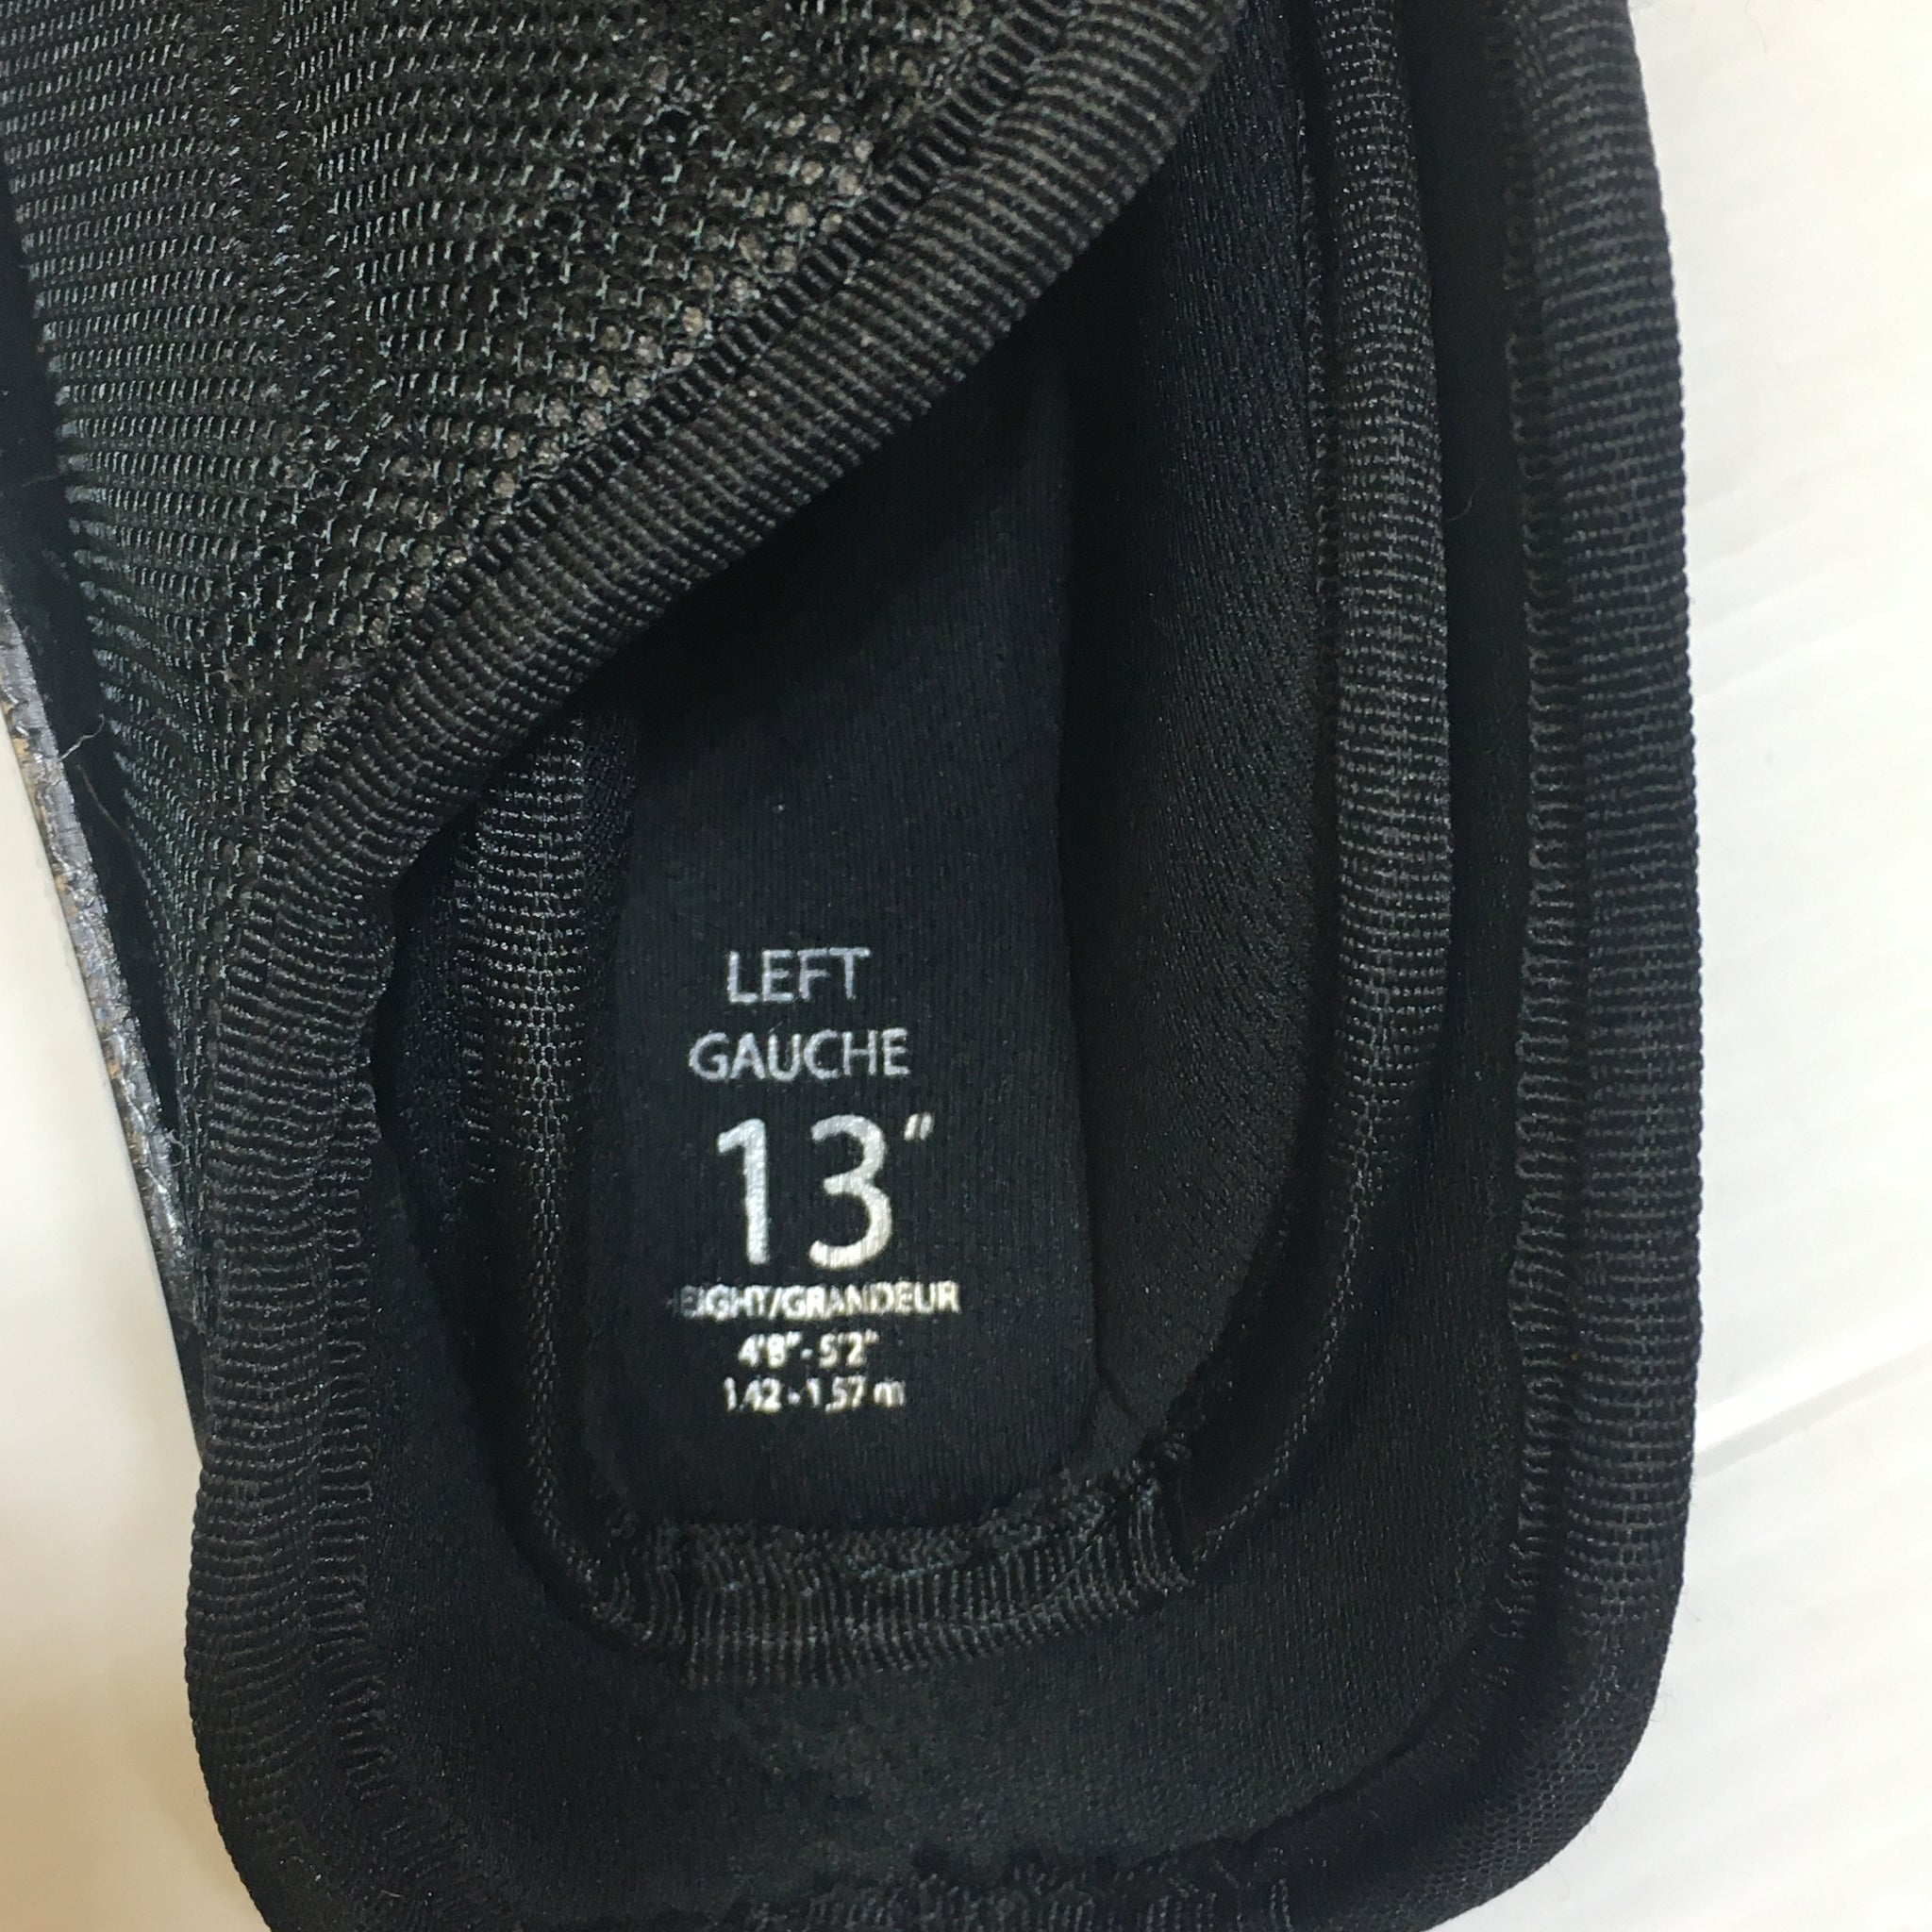 LEFT
GAUCHE
13"
EIGHT/GRANDEUR
4'8" - 5'2"
1.42 - 1.57 m